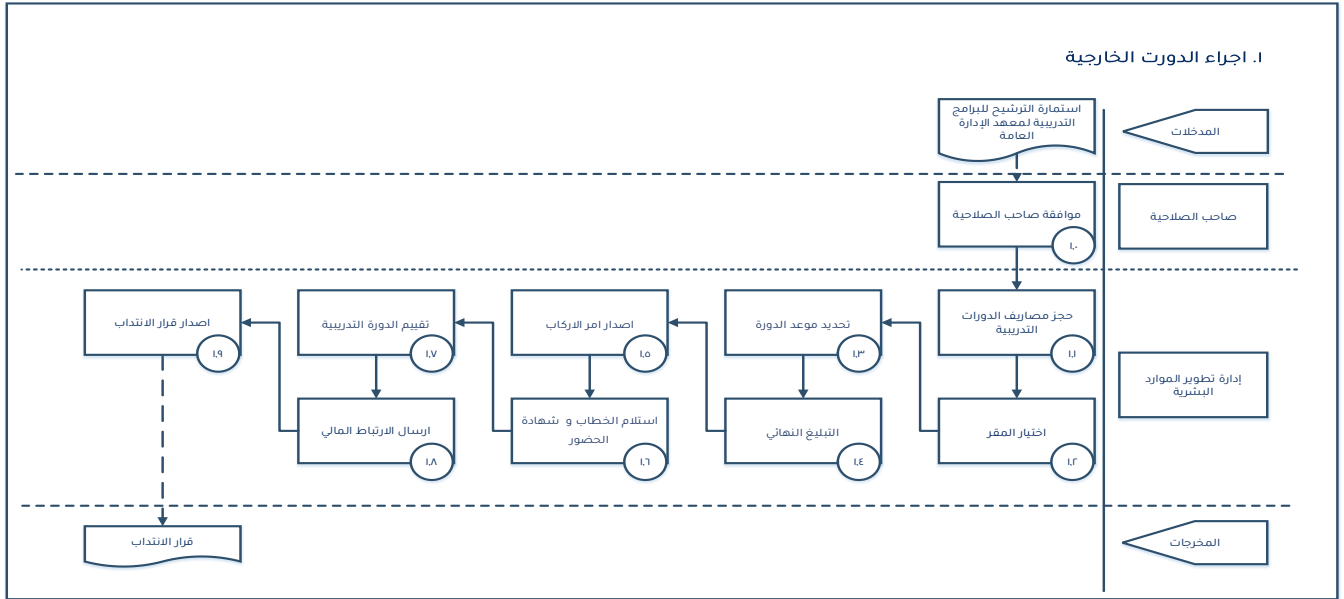 ١. اجراء الدورت الخارجية
المدخلات
استمارة الترشيح للبرامج
التدريبية لمعهد الإدارة
العامة
صاحب الصلاحية
موافقة صاحب الصلاحية
١.٠
إدارة تطوير الموارد
البشرية
حجز مصاريف الدورات
التدريبية
١.١
اختيار المقر
١.٢
تحديد موعد الدورة
١.٣
التبليغ النهائي
١.٤
اصدار امر الاركاب
١.٥
استلام الخطاب و شهادة
الحضور
١.٦
تقييم الدورة التدريبية
١.٧
ارسال الارتباط المالي
١.٨
اصدار قرار الانتداب
١.٩
المخرجات
قرار الانتداب